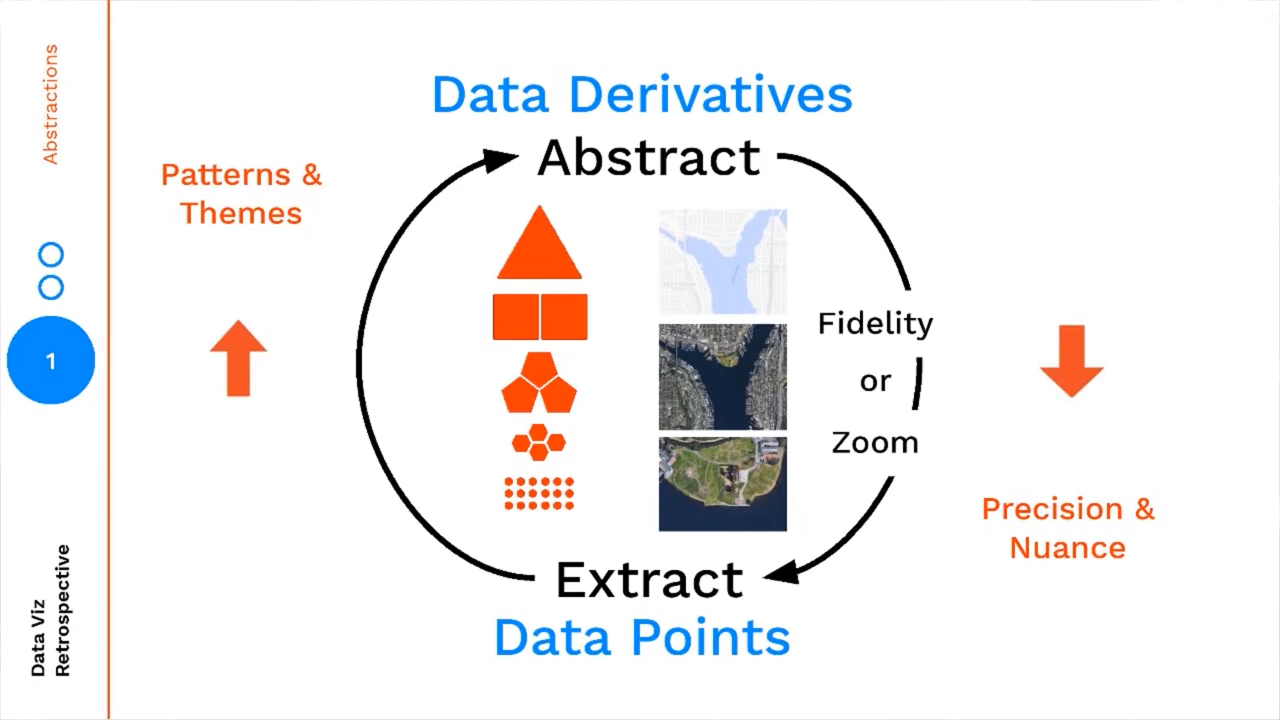 Abstractions
1
Data Viz
Retrospective
Data Derivatives
Abstract
Patterns &
Themes
Fidelity
or
Zoom
Precision &
Nuance
Extract
Data Points